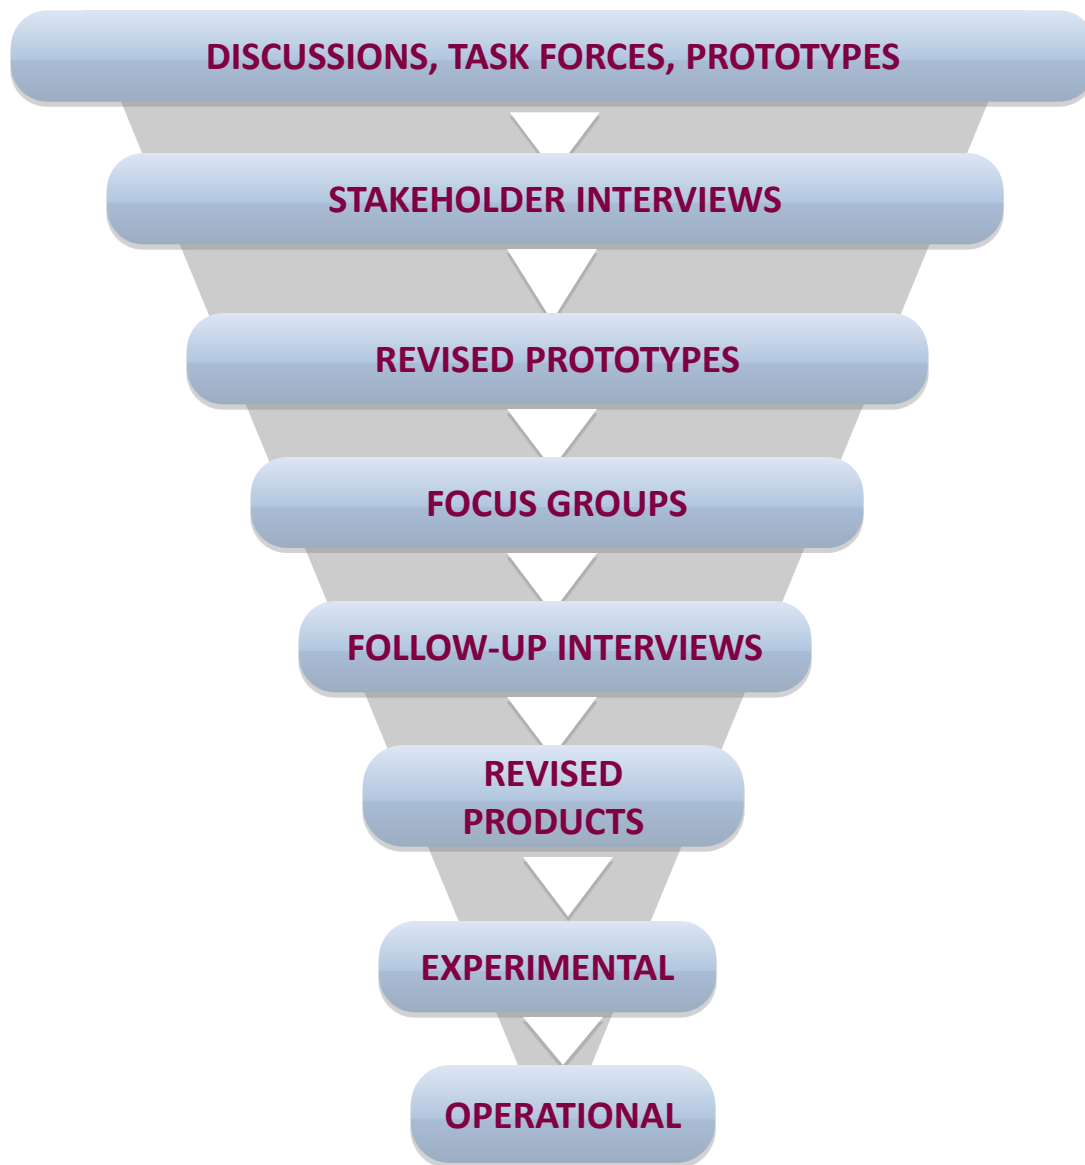 DISCUSSIONS, TASK FORCES, PROTOTYPES
STAKEHOLDER INTERVIEWS
REVISED PROTOTYPES
FOCUS GROUPS
FOLLOW-UP INTERVIEWS
REVISED
PRODUCTS
EXPERIMENTAL
OPERATIONAL